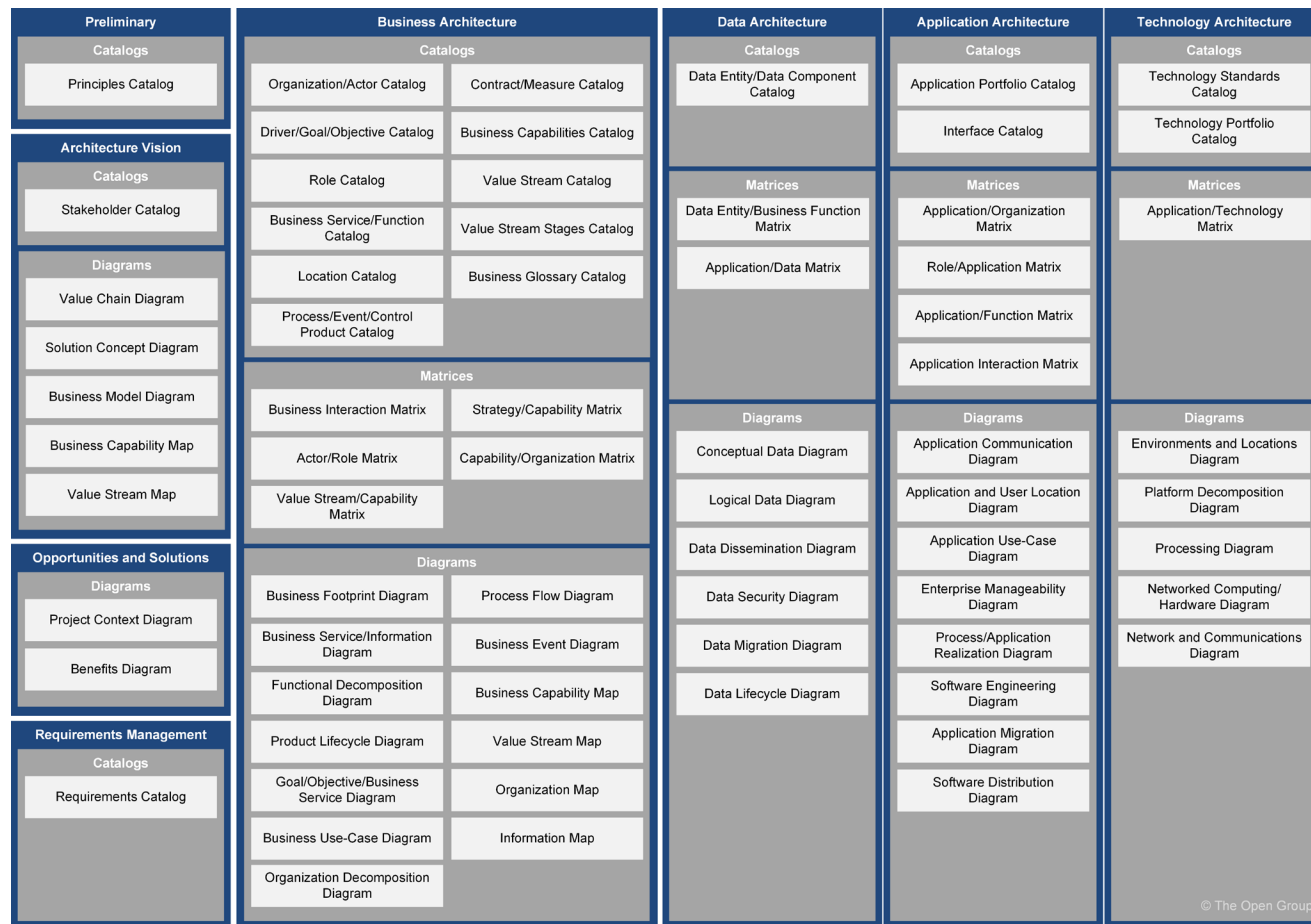 Preliminary
Catalogs
Principles Catalog
Architecture Vision
Catalogs
Stakeholder Catalog
Diagrams
Value Chain Diagram
Solution Concept Diagram
Business Model Diagram
Business Capability Map
Value Stream Map
Opportunities and Solutions
Diagrams
Project Context Diagram
Benefits Diagram
Requirements Management
Catalogs
Requirements Catalog
Business Architecture
Catalogs
Organization/Actor Catalog
Driver/Goal/Objective Catalog
Role Catalog
Business Service/Function
Catalog
Location Catalog
Process/Event/Control
Product Catalog
Contract/Measure Catalog
Business Capabilities Catalog
Value Stream Catalog
Value Stream Stages Catalog
Business Glossary Catalog
Matrices
Business Interaction Matrix
Actor/Role Matrix
Value Stream/Capability
Matrix
Strategy/Capability Matrix
Capability/Organization Matrix
Diagrams
Business Footprint Diagram
Business Service/Information
Diagram
Functional Decomposition
Diagram
Product Lifecycle Diagram
Goal/Objective/Business
Service Diagram
Business Use-Case Diagram
Organization Decomposition
Diagram
Process Flow Diagram
Business Event Diagram
Business Capability Map
Value Stream Map
Organization Map
Information Map
Data Architecture
Catalogs
Data Entity/Data Component
Catalog
Matrices
Data Entity/Business Function
Matrix
Application/Data Matrix
Diagrams
Conceptual Data Diagram
Logical Data Diagram
Data Dissemination Diagram
Data Security Diagram
Data Migration Diagram
Data Lifecycle Diagram
Application Architecture
Catalogs
Application Portfolio Catalog
Interface Catalog
Matrices
Application/Organization
Matrix
Role/Application Matrix
Application/Function Matrix
Application Interaction Matrix
Diagrams
Application Communication
Diagram
Application and User Location
Diagram
Application Use-Case
Diagram
Enterprise Manageability
Diagram
Process/Application
Realization Diagram
Software Engineering
Diagram
Application Migration
Diagram
Software Distribution
Diagram
Technology Architecture
Catalogs
Technology Standards
Catalog
Technology Portfolio
Catalog
Matrices
Application/Technology
Matrix
Diagrams
Environments and Locations
Diagram
Platform Decomposition
Diagram
Processing Diagram
Networked Computing/
Hardware Diagram
Network and Communications
Diagram
© The Open Group